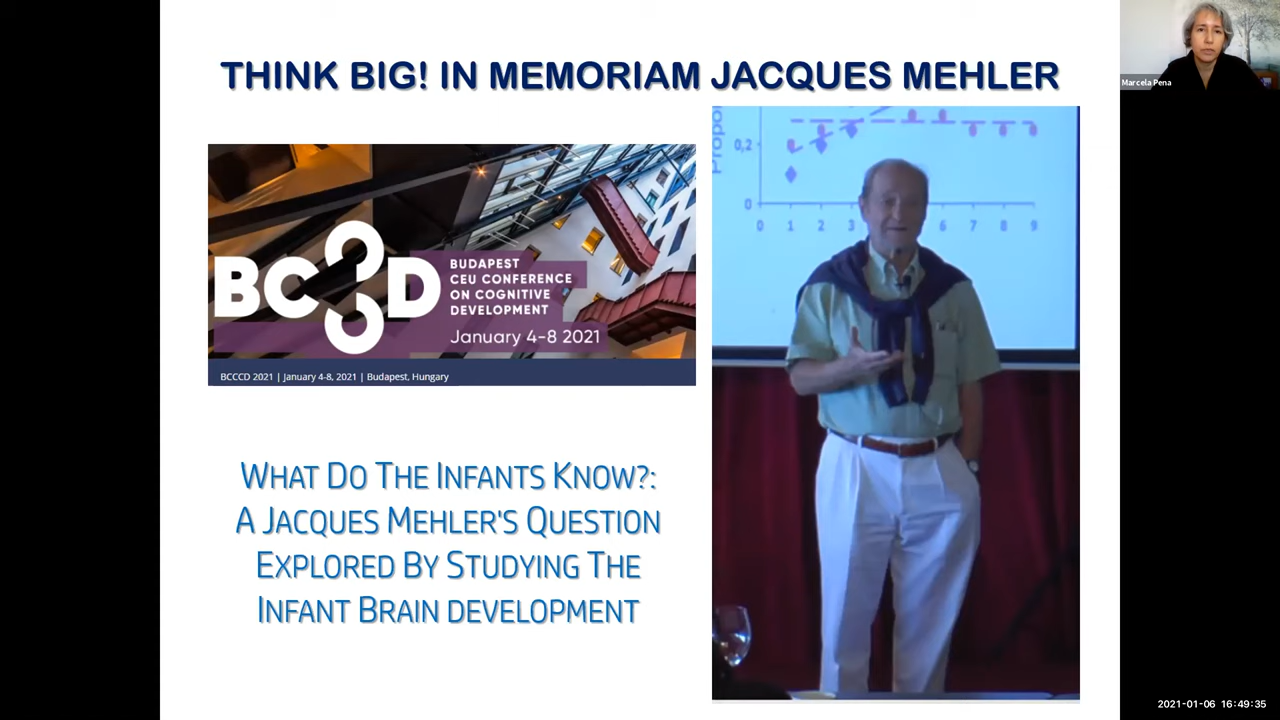 THINK BIG! IN MEMORIAM JACQUES MEHLER
Marcela Pena
BCCCD
BUDAPEST
CEU CONFERENCE
ON COGNITIVE
DEVELOPMENT
January 4-8 2021
BCCCD 2021 | January 4-8, 2021 | Budapest, Hungary
Propo
0,2
0
0 1 2 3 6 7 8 9
WHAT DO THE INFANTS KNOW?:
A JACQUES MEHLER'S QUESTION
EXPLORED BY STUDYING THE
INFANT BRAIN DEVELOPMENT
2021-01-06 16:49:35